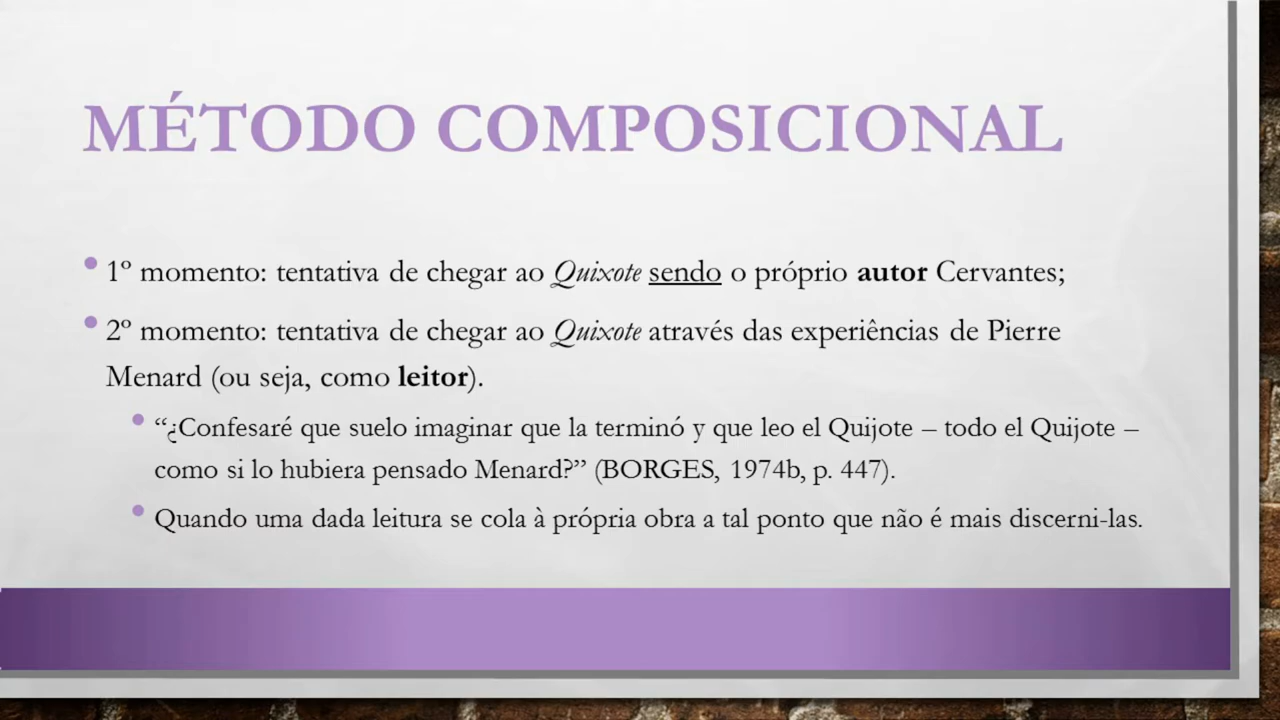 MÉTODO COMPOSICIONAL
1º momento: tentativa de chegar ao Quixote sendo o próprio autor Cervantes;
2º momento: tentativa de chegar ao Quixote através das experiências de Pierre
Menard (ou seja, como leitor).
“¿Confesaré que suelo imaginar que la terminó y que leo el Quijote – todo el Quijote –
como si lo hubiera pensado Menard?” (BORGES, 1974b, p. 447).
Quando uma dada leitura se cola à própria obra a tal ponto que não é mais discerni-las.